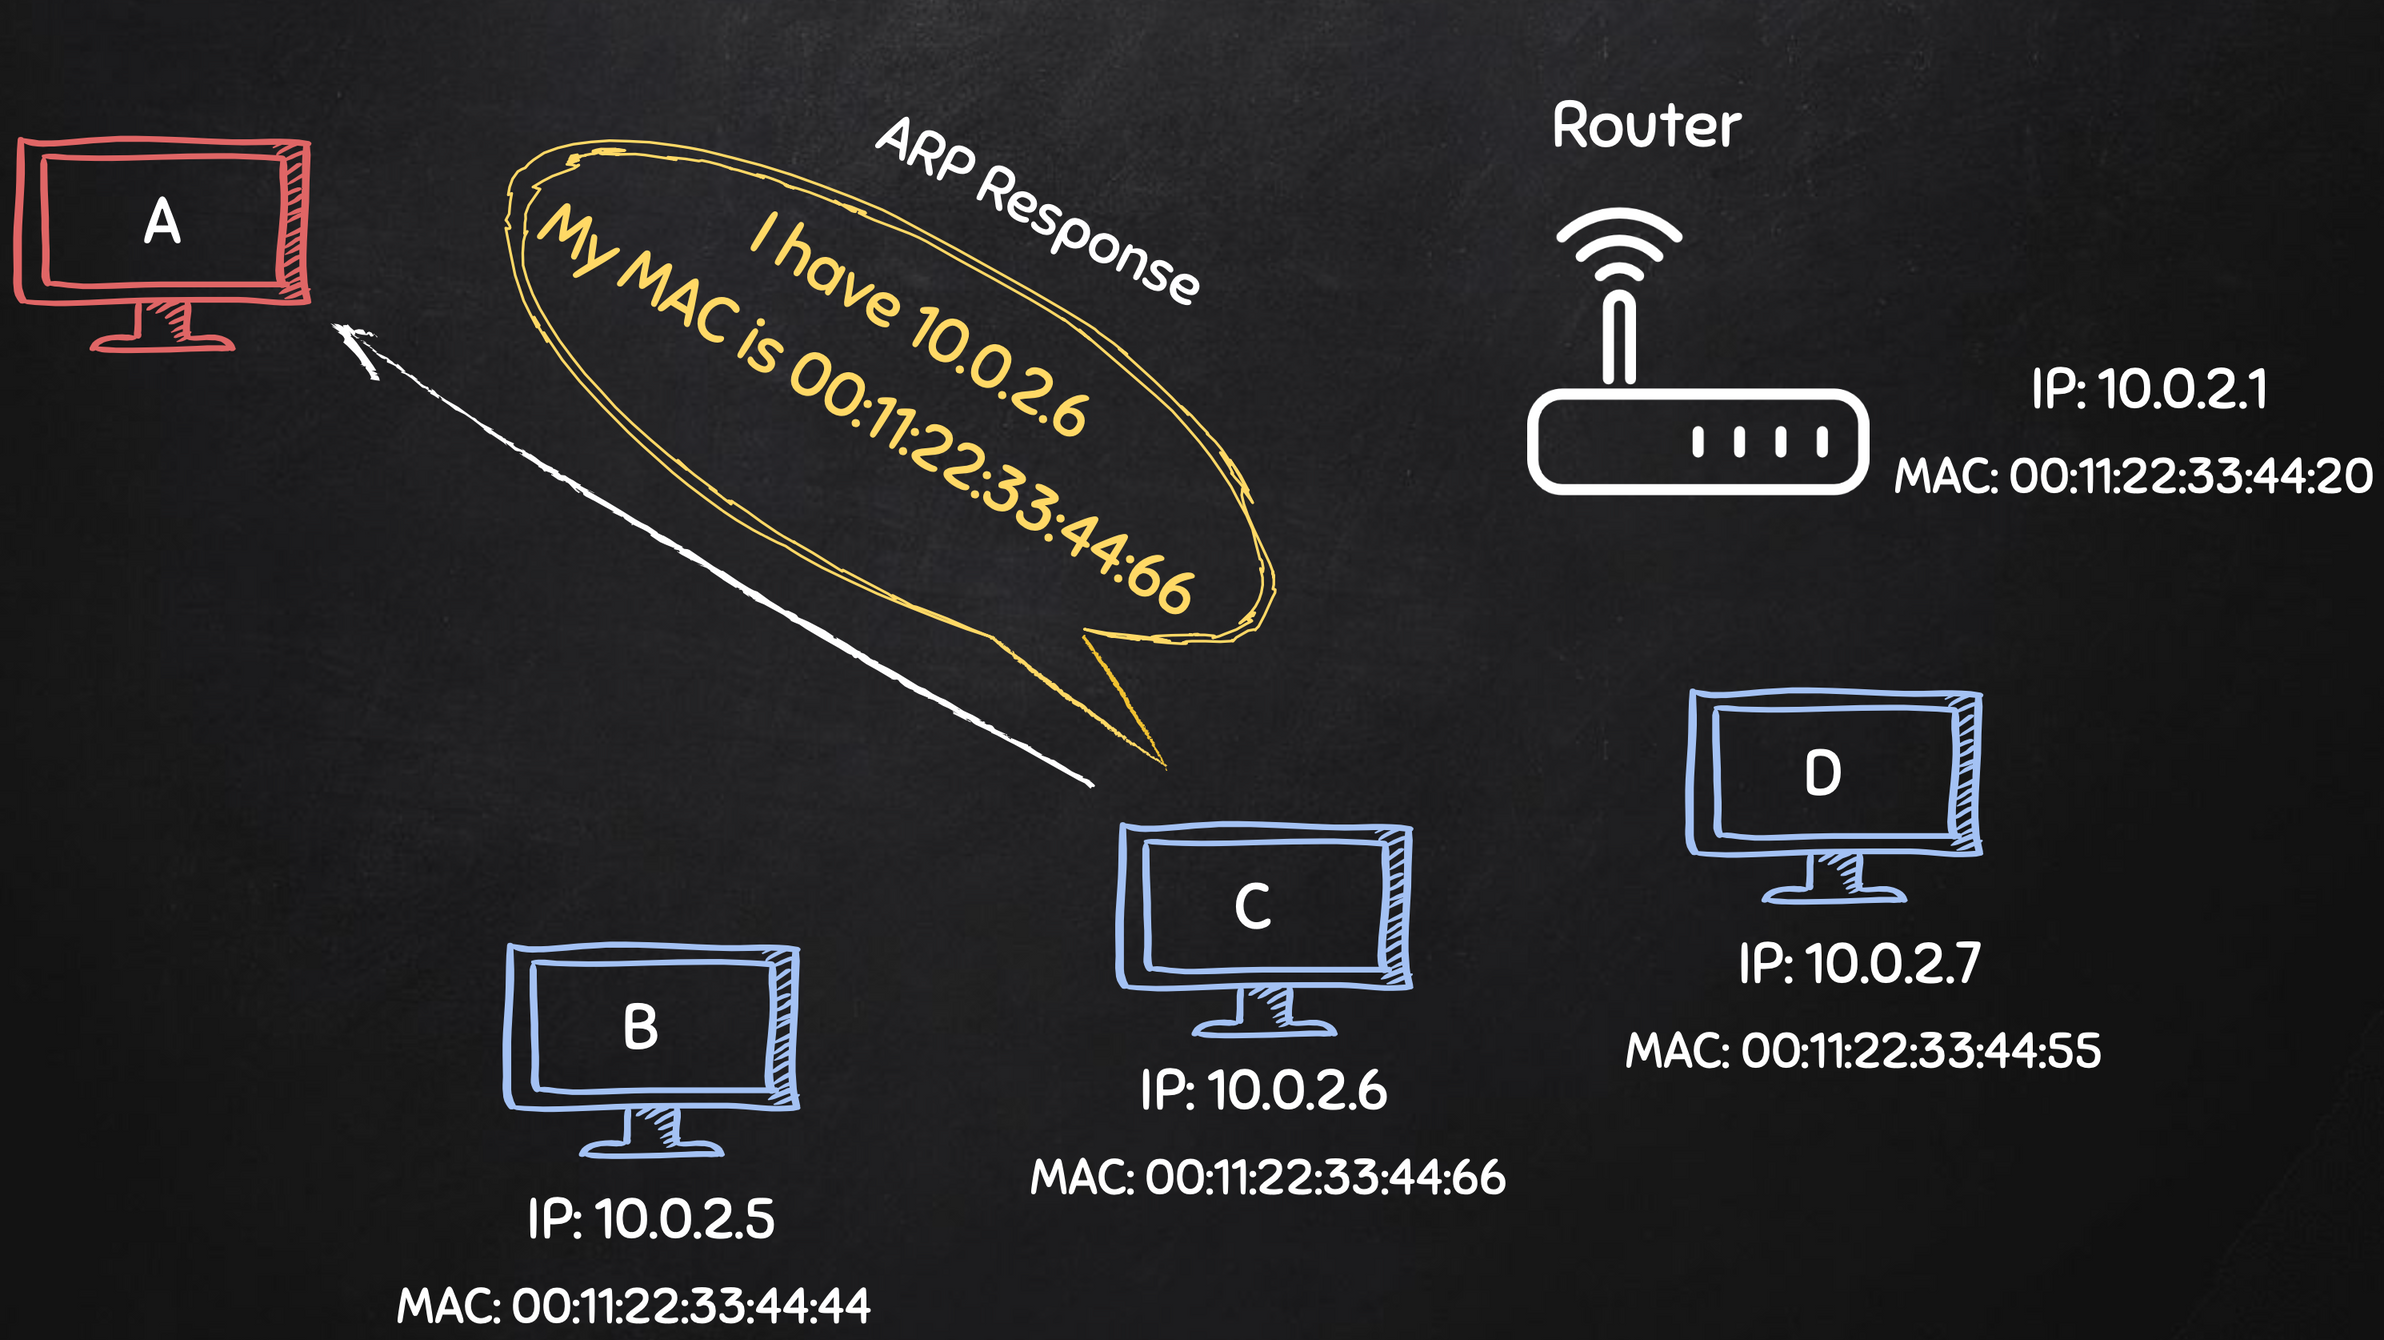 Router
ARP Response
A
I have 10.0.2.6
My MAC is 00:11:22:33:44:66
IP: 10.0.2.1
MAC: 00:11:22:33:44:20
D
IP: 10.0.2.7
MAC: 00:11:22:33:44:55
C
IP: 10.0.2.6
MAC: 00:11:22:33:44:66
B
IP: 10.0.2.5
MAC: 00:11:22:33:44:44